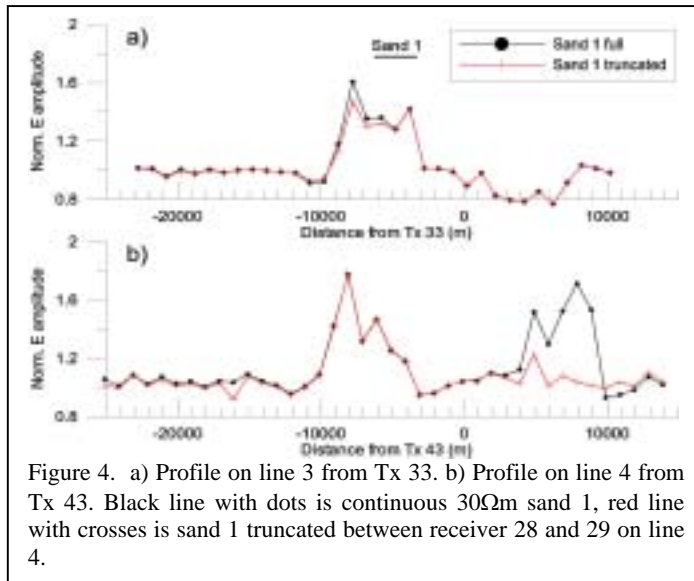 2
a)
Sand 1
Sand 1 full
Sand 1 truncated
Norm. E amplitude
1.6
1.2
0.8
-20000 -10000 0 10000
Distance from Tx 33 (m)
2
b)
Norm. E amplitude
1.6
1.2
0.8
-20000 -10000 0 10000
Distance from Tx 43 (m)
Figure 4. a) Profile on line 3 from Tx 33. b) Profile on line 4 from
Tx 43. Black line with dots is continuous 30Ωm sand 1, red line
with crosses is sand 1 truncated between receiver 28 and 29 on line
4.